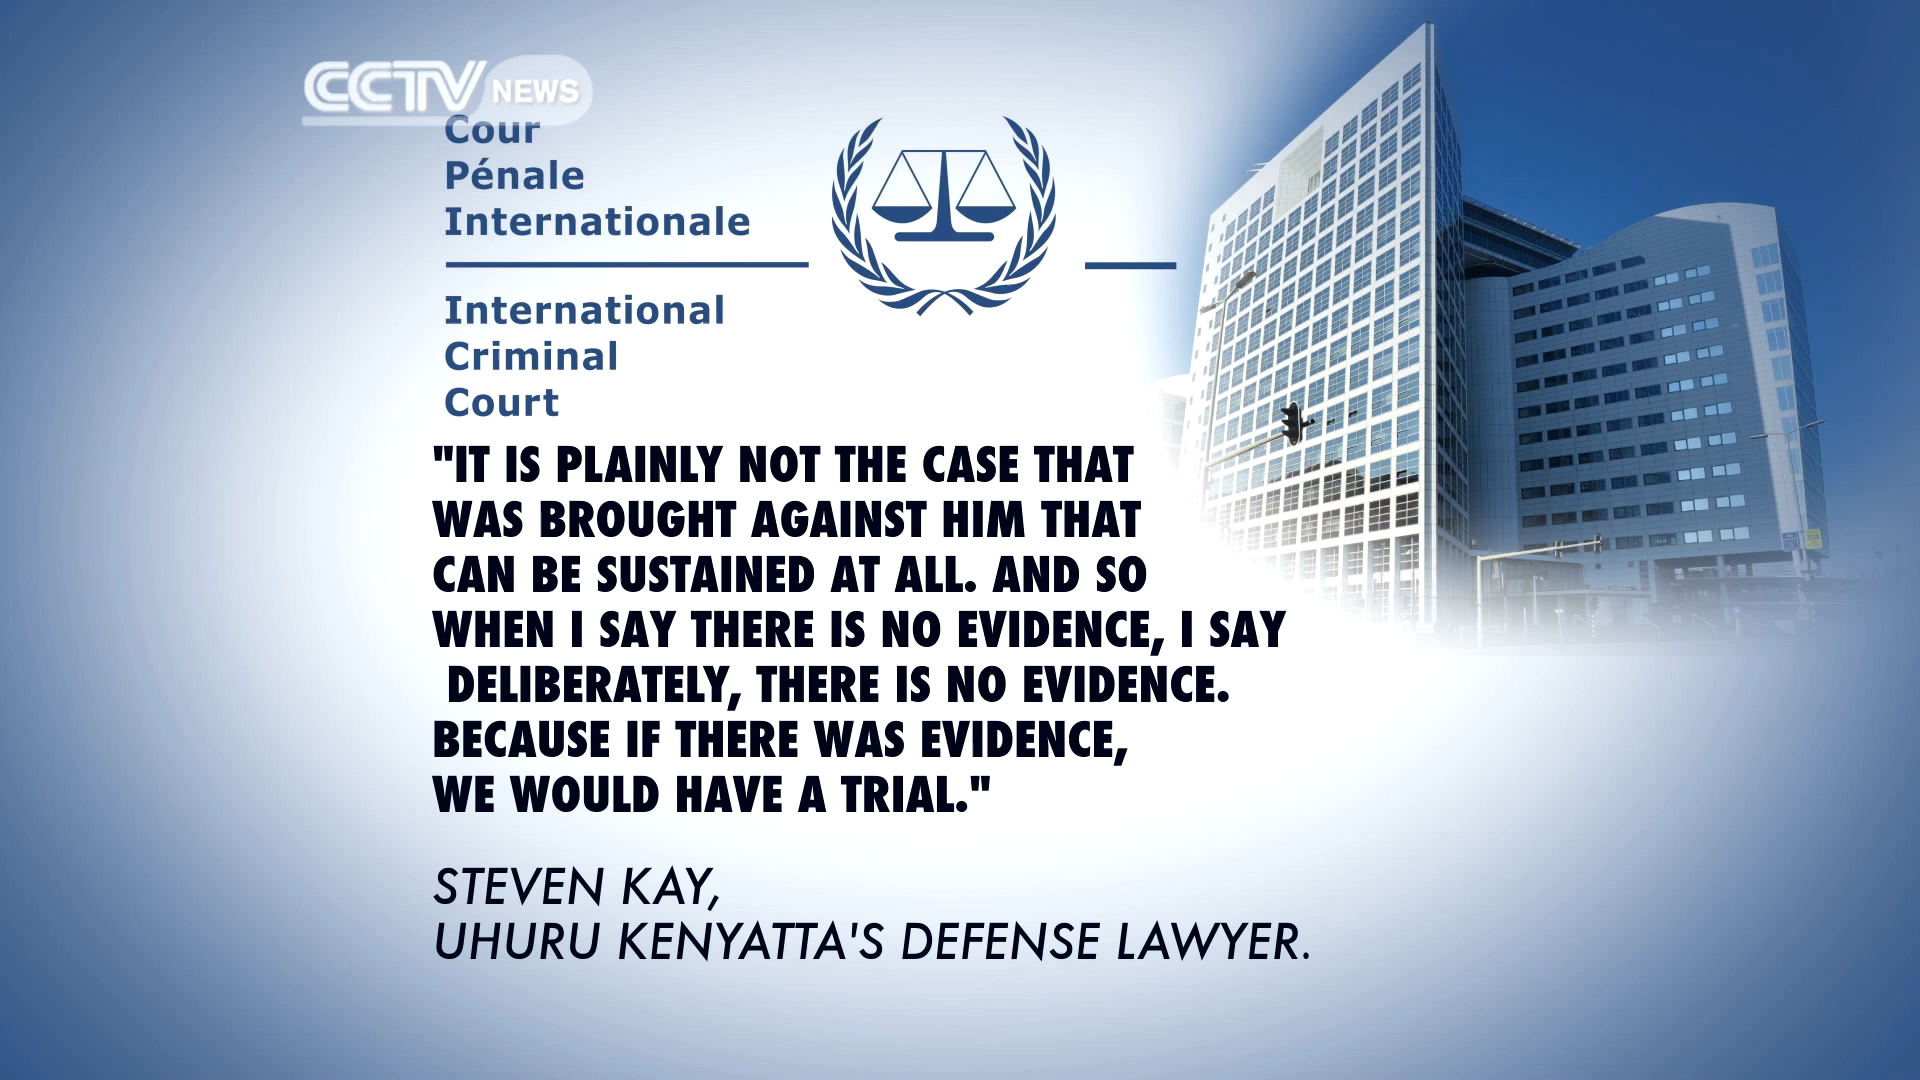 CCTV NEWS
Cour
Pénale
Internationale
International
Criminal
Court
"IT IS PLAINLY NOT THE CASE THAT
WAS BROUGHT AGAINST HIM THAT
CAN BE SUSTAINED AT ALL. AND SO
WHEN I SAY THERE IS NO EVIDENCE, I SAY
DELIBERATELY, THERE IS NO EVIDENCE.
BECAUSE IF THERE WAS EVIDENCE,
WE WOULD HAVE A TRIAL."
STEVEN KAY,
UHURU KENYATTA'S DEFENSE LAWYER.